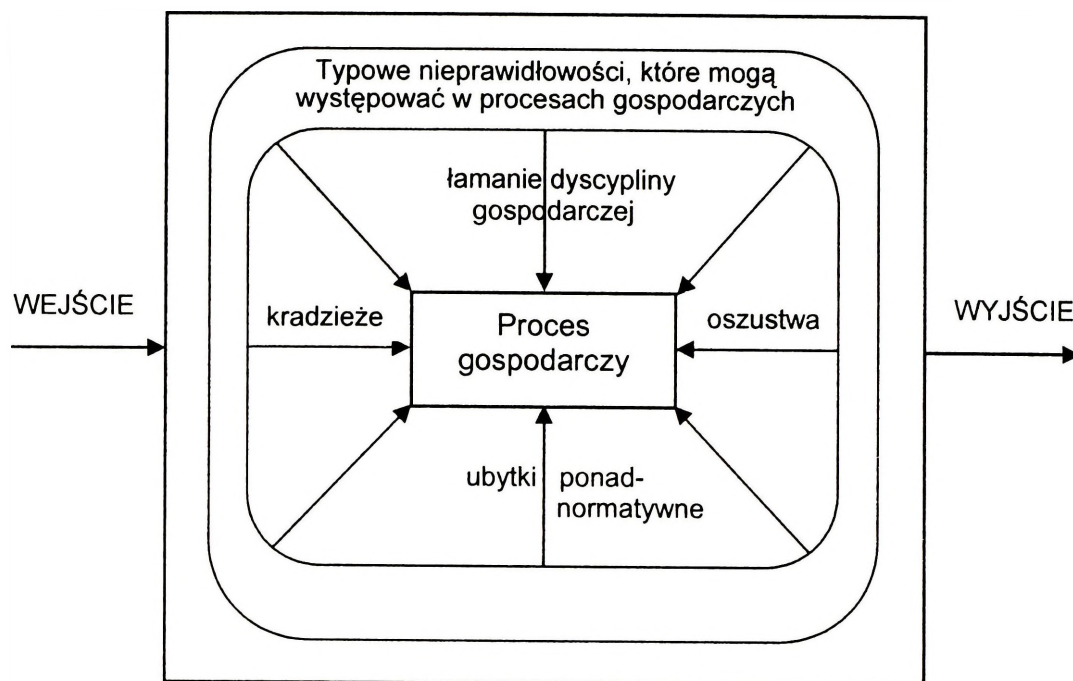 Typowe nieprawidłowości, które mogą
występować w procesach gospodarczych
łamanie dyscypliny
gospodarczej
WEJŚCIE
kradzieże
Proces
gospodarczy
oszustwa
WYJŚCIE
ubytki ponad-
normatywne